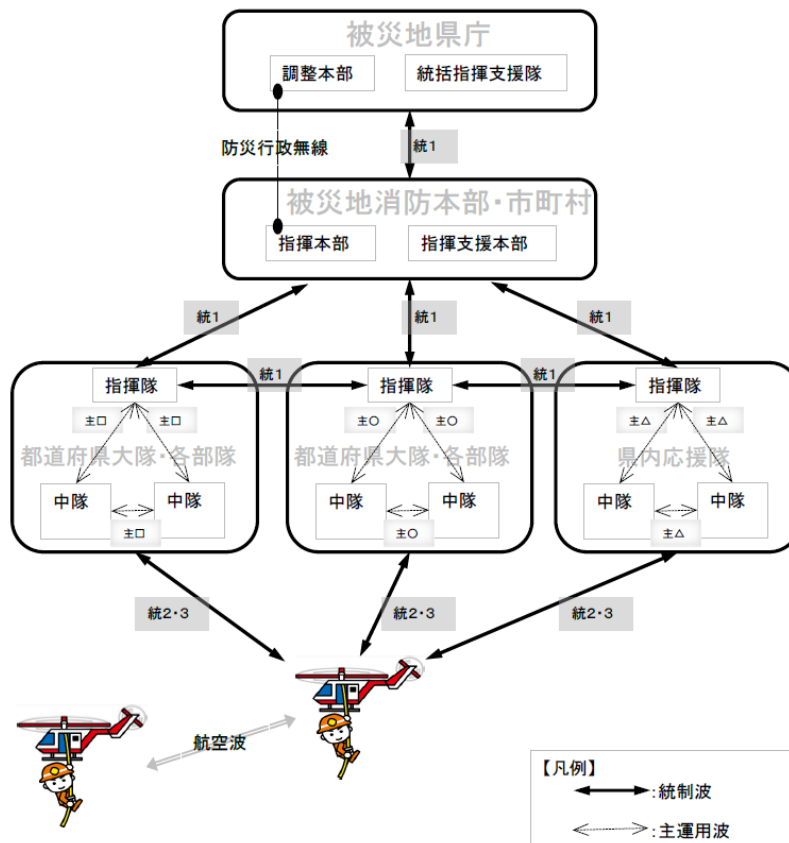 被災地県庁
調整本部
統括指揮支援隊
防災行政無線
統1
被災地消防本部・市町村
指揮本部
指揮支援本部
統1
統1
統1
指揮隊
統1
指揮隊
統1
指揮隊
主□
主□
主○
主○
主△
主△
都道府県大隊・各部隊
都道府県大隊・各部隊
県内応援隊
中隊
中隊
中隊
中隊
中隊
中隊
主□
主○
主△
統2・3
統2・3
統2・3
航空波
【凡例】
:統制波
:主運用波